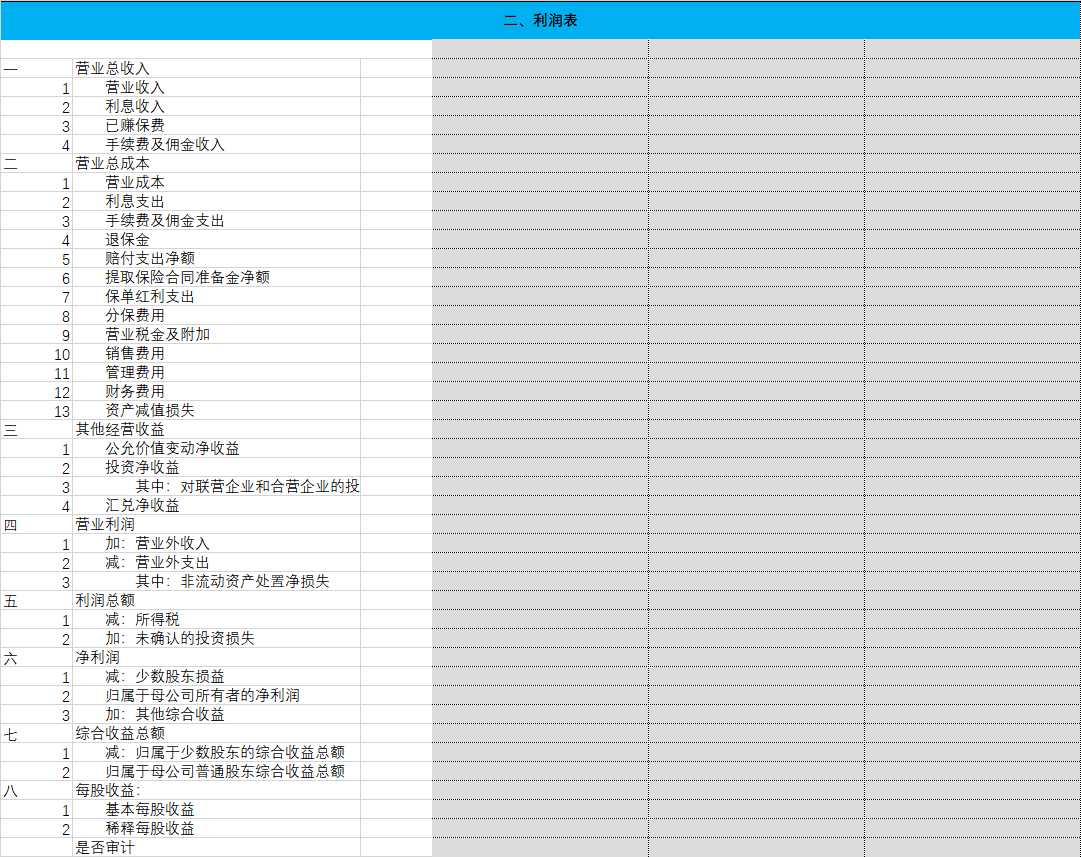 二、利润表
一 营业总收入
1 营业收入
2 利息收入
3 已赚保费
4 手续费及佣金收入
二 营业总成本
1 营业成本
2 利息支出
3 手续费及佣金支出
4 退保金
5 赔付支出净额
6 提取保险合同准备金净额
7 保单红利支出
8 分保费用
9 营业税金及附加
10 销售费用
11 管理费用
12 财务费用
13 资产减值损失
三 其他经营收益
1 公允价值变动净收益
2 投资净收益
3 其中：对联营企业和合营企业的投
4 汇兑净收益
四 营业利润
1 加：营业外收入
2 减：营业外支出
3 其中：非流动资产处置净损失
五 利润总额
1 减：所得税
2 加：未确认的投资损失
六 净利润
1 减：少数股东损益
2 归属于母公司所有者的净利润
3 加：其他综合收益
七 综合收益总额
1 减：归属于少数股东的综合收益总额
2 归属于母公司普通股东综合收益总额
八 每股收益：
1 基本每股收益
2 稀释每股收益
是否审计